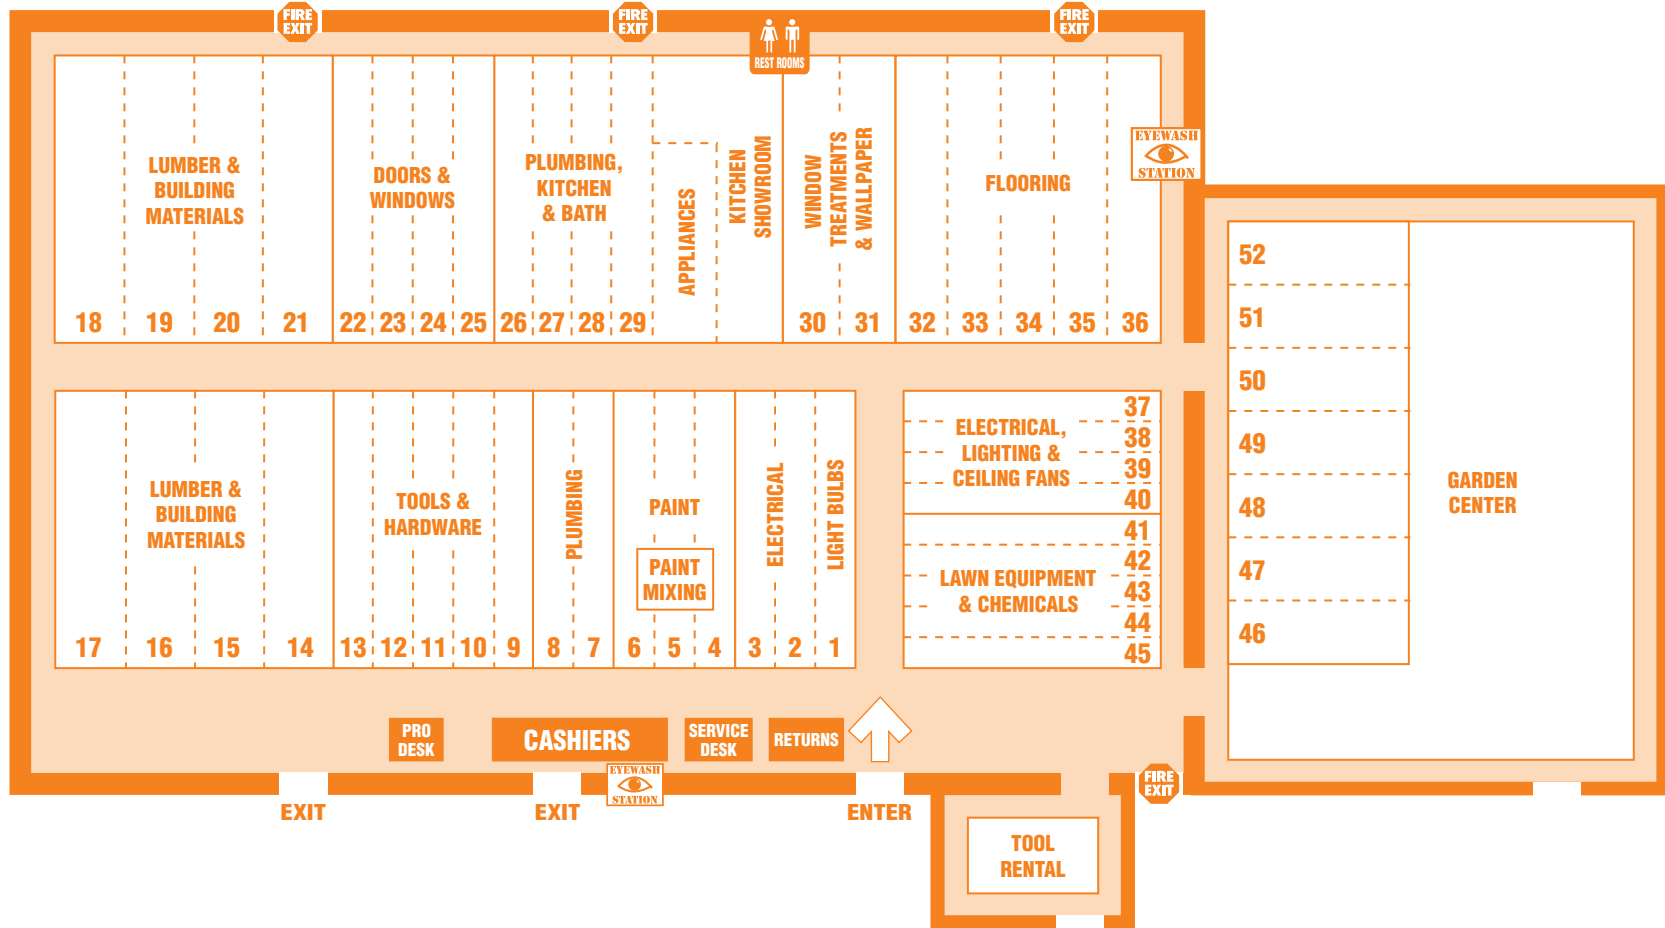 FIRE
EXIT
FIRE
EXIT
REST ROOMS
FIRE
EXIT
LUMBER &
BUILDING
MATERIALS
DOORS &
WINDOWS
PLUMBING,
KITCHEN
& BATH
APPLIANCES
KITCHEN
SHOWROOM
WINDOW
TREATMENTS
& WALLPAPER
FLOORING
EYEWASH
STATION
18 19 20 21 22 23 24 25 26 27 28 29 30 31 32 33 34 35 36
52
51
50
49
48
47
46
GARDEN
CENTER
LUMBER &
BUILDING
MATERIALS
TOOLS &
HARDWARE
PLUMBING
PAINT
PAINT
MIXING
ELECTRICAL
LIGHT BULBS
17 16 15 14 13 12 11 10 9 8 7 6 5 4 3 2 1
ELECTRICAL,
LIGHTING &
CEILING FANS
37
38
39
40
LAWN EQUIPMENT
& CHEMICALS
41
42
43
44
45
PRO
DESK
CASHIERS
SERVICE
DESK
RETURNS
EYEWASH
STATION
FIRE
EXIT
EXIT
EXIT
ENTER
TOOL
RENTAL